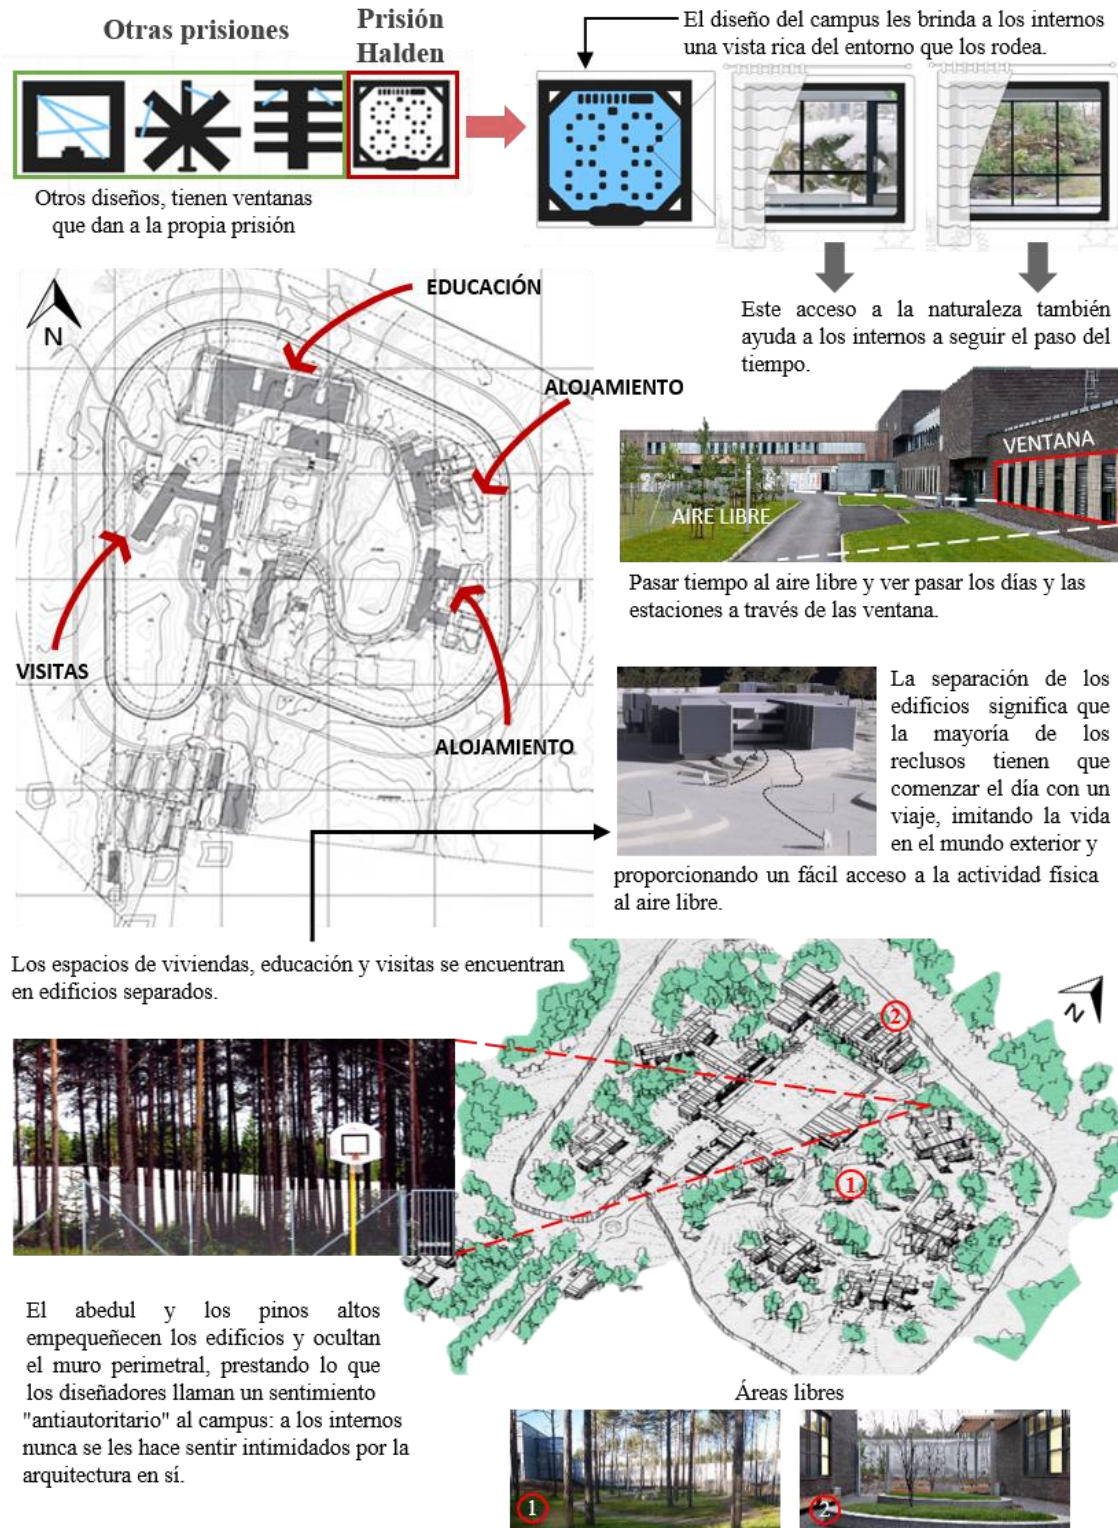 Otras prisiones
Prisión
Halden
El diseño del campus les brinda a los internos
una vista rica del entorno que los rodea.
Otros diseños, tienen ventanas
que dan a la propia prisión
Este acceso a la naturaleza también
ayuda a los internos a seguir el paso del
tiempo.
N
EDUCACIÓN
ALOJAMIENTO
VISITAS
ALOJAMIENTO
VENTANA
AIRE LIBRE
Pasar tiempo al aire libre y ver pasar los días y las
estaciones a través de las ventana.
La separación de los
edificios significa que
la mayoría de los
reclusos tienen que
comenzar el día con un
viaje, imitando la vida
en el mundo exterior y
proporcionando un fácil acceso a la actividad física
al aire libre.
Los espacios de viviendas, educación y visitas se encuentran
en edificios separados.
N
2
1
El abedul y los pinos altos
empequeñecen los edificios y ocultan
el muro perimetral, prestando lo que
los diseñadores llaman un sentimiento
"antiautoritario" al campus: a los internos
nunca se les hace sentir intimidados por la
arquitectura en sí.
Áreas libres
1
2